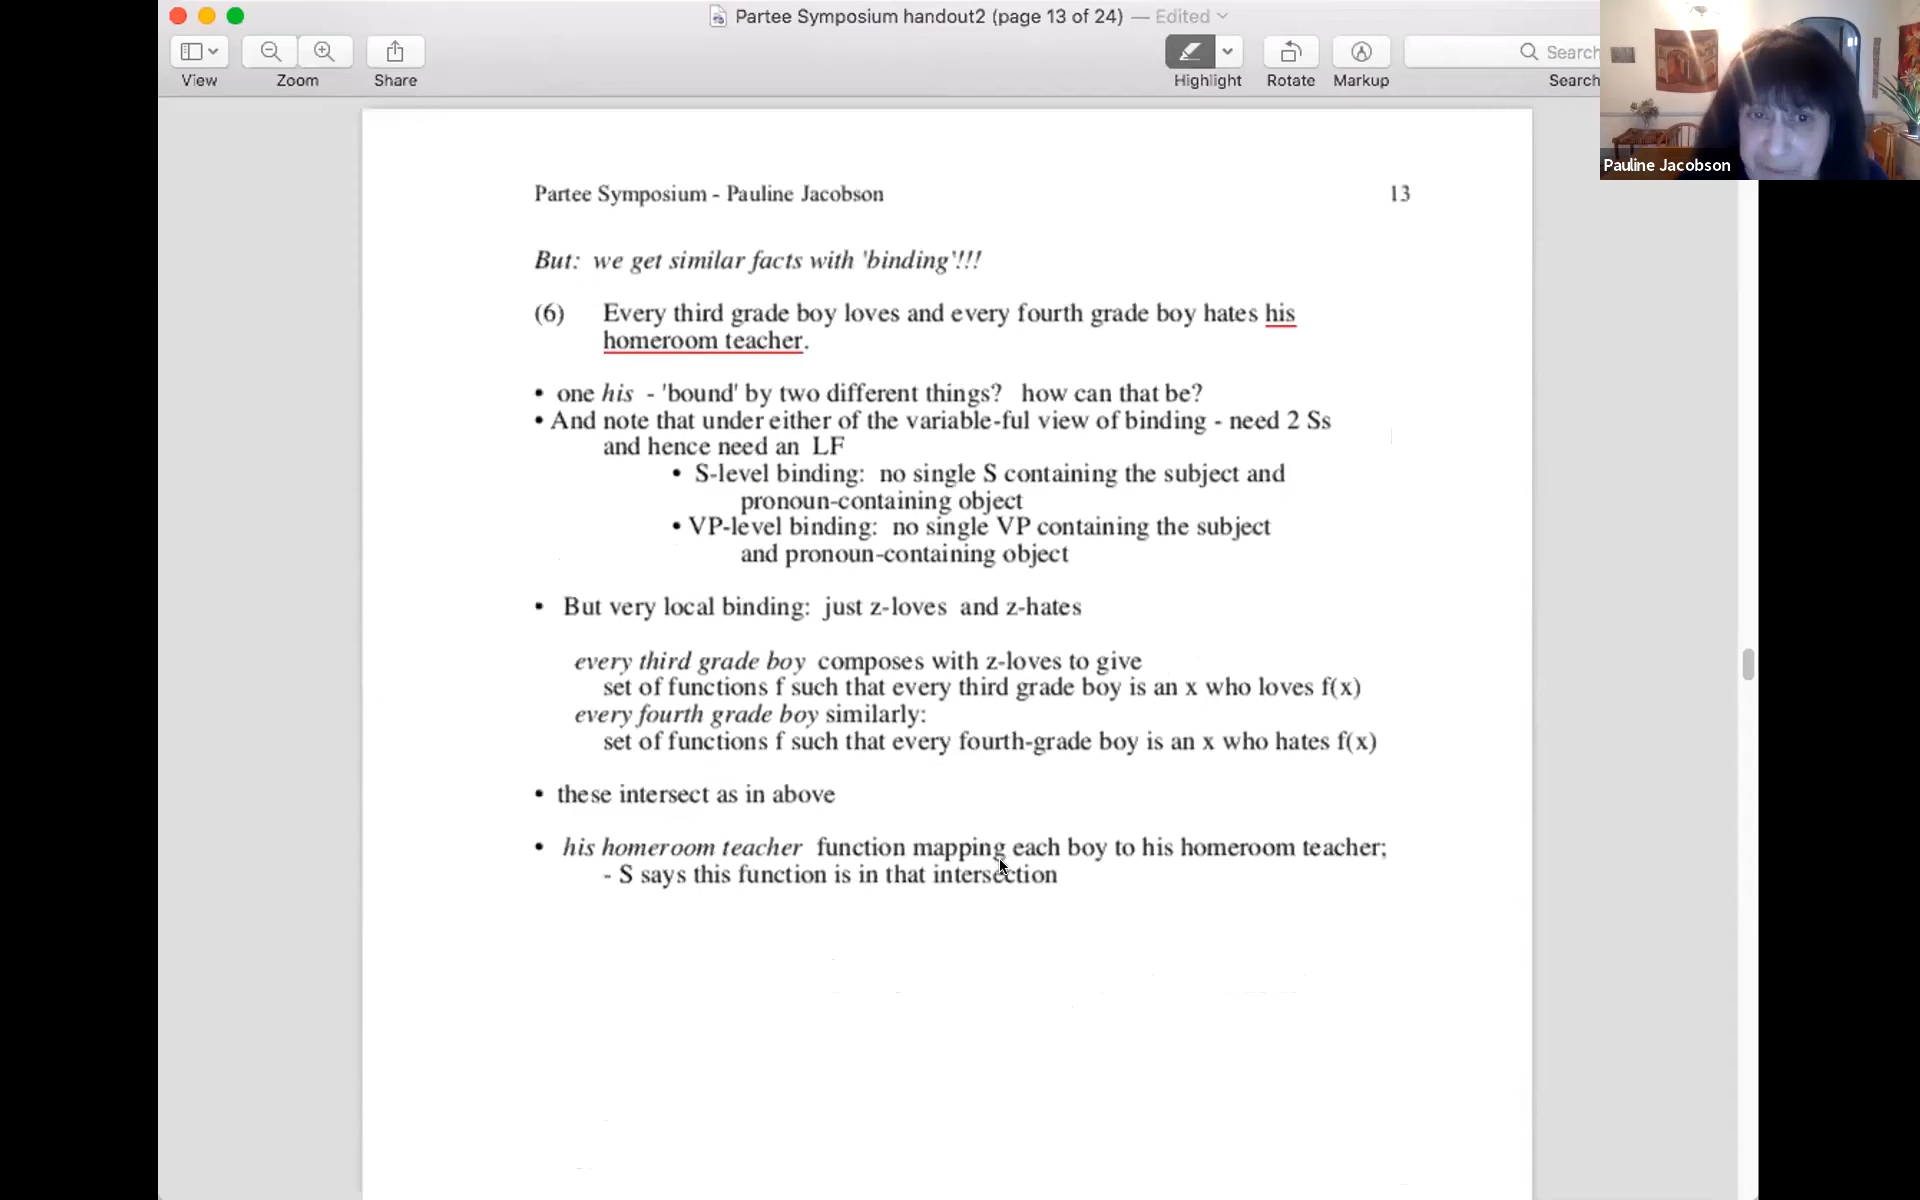 Partee Symposium handout2 (page 13 of 24) — Edited
View
Zoom
Share
Highlight
Rotate
Markup
Search
Search
Pauline Jacobson
Partee Symposium - Pauline Jacobson 13
But: we get similar facts with 'binding'!!!
(6) Every third grade boy loves and every fourth grade boy hates his
homeroom teacher.
• one his - 'bound' by two different things? how can that be?
• And note that under either of the variable-ful view of binding - need 2 Ss
and hence need an LF
• S-level binding: no single S containing the subject and
pronoun-containing object
• VP-level binding: no single VP containing the subject
and pronoun-containing object
• But very local binding: just z-loves and z-hates
every third grade boy composes with z-loves to give
set of functions f such that every third grade boy is an x who loves f(x)
every fourth grade boy similarly:
set of functions f such that every fourth-grade boy is an x who hates f(x)
• these intersect as in above
• his homeroom teacher function mapping each boy to his homeroom teacher;
- S says this function is in that intersection